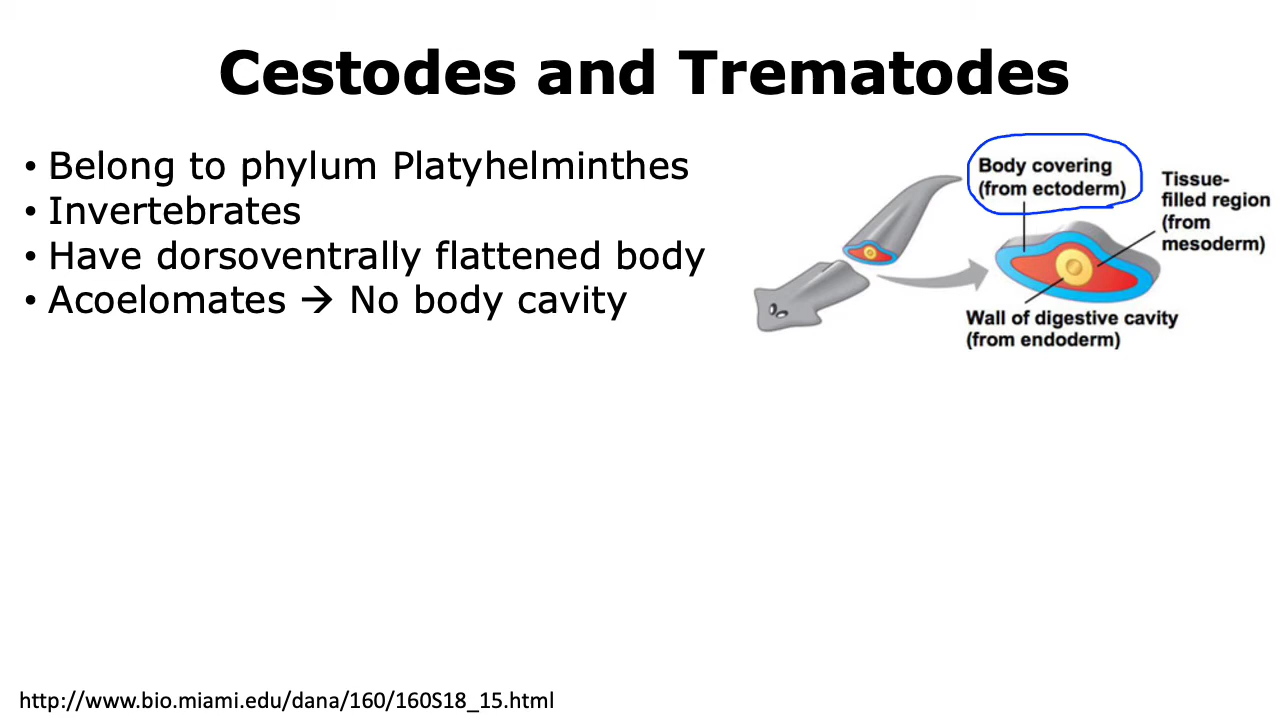 Cestodes and Trematodes
• Belong to phylum Platyhelminthes
• Invertebrates
• Have dorsoventrally flattened body
• Acoelomates → No body cavity
Body covering
(from ectoderm)
Tissue-
filled region
(from
mesoderm)
Wall of digestive cavity
(from endoderm)
http://www.bio.miami.edu/dana/160/160S18_15.html